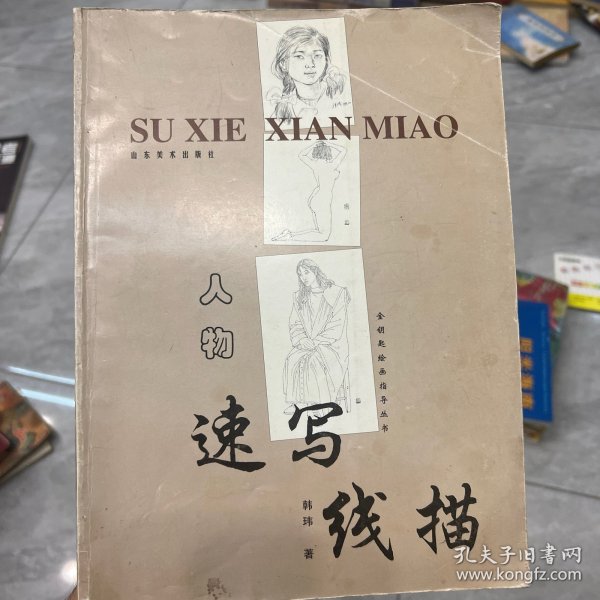 SU XIE XIAN MIAO
山东美术出版社
人物
金钥匙绘画指导丛书
速写
线描
韩玮 著
孔夫子旧书网
www.kongfz.com